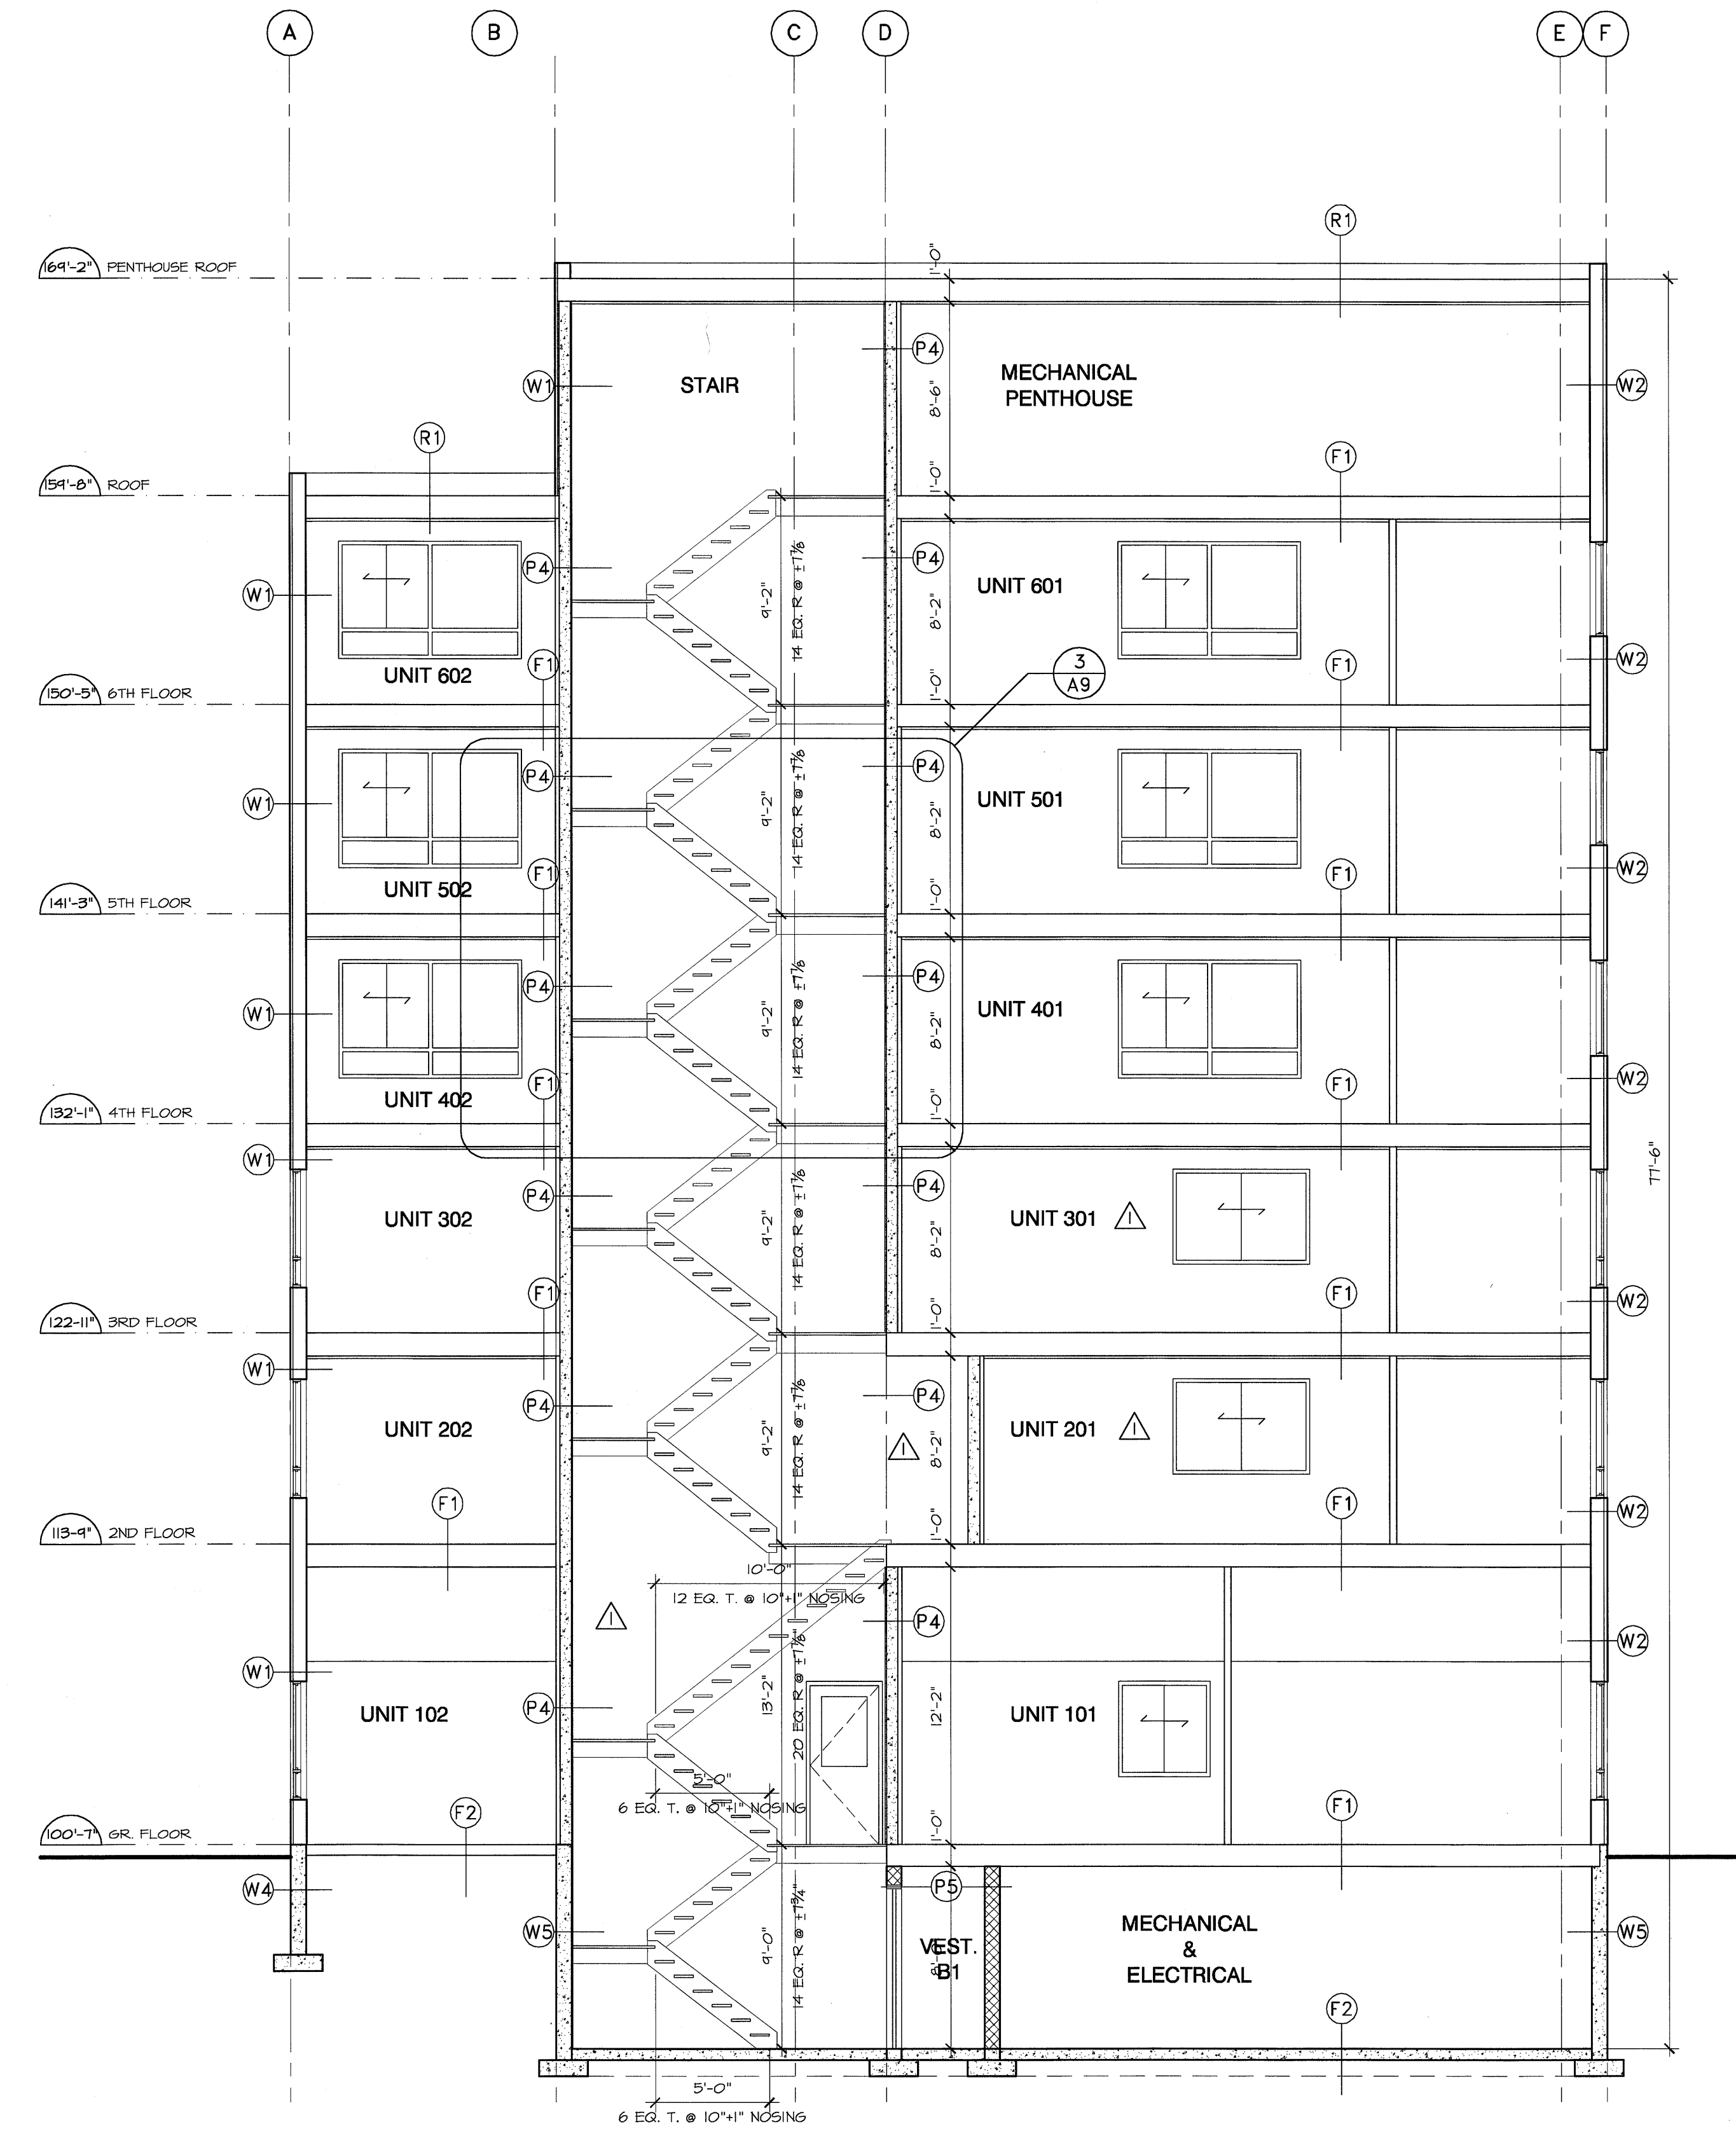 A B C D E F
R1
169'-2" PENTHOUSE ROOF
1'-0"
P4
W1 STAIR
MECHANICAL
PENTHOUSE
8'-6"
W2
R1
F1
159'-8" ROOF
1'-0"
P4
P4
14 EQ. R @ ±7⅞
9'-2"
UNIT 601
8'-2"
W1
UNIT 602
F1
F1
W2
3
A9
150'-5" 6TH FLOOR
1'-0"
P4
P4
14 EQ. R @ ±7⅞
9'-2"
UNIT 501
8'-2"
W1
UNIT 502
F1
F1
W2
141'-3" 5TH FLOOR
1'-0"
P4
P4
14 EQ. R @ ±7⅞
9'-2"
UNIT 401
8'-2"
W1
UNIT 402
F1
F1
W2
132'-1" 4TH FLOOR
1'-0"
W1
77'-6"
P4
P4
UNIT 302
14 EQ. R @ ±7⅞
9'-2"
8'-2"
UNIT 301
1
F1
F1
W2
122-11" 3RD FLOOR
1'-0"
W1
P4
P4
UNIT 202
14 EQ. R @ ±7⅞
9'-2"
1
8'-2"
UNIT 201
1
F1
F1
W2
113-9" 2ND FLOOR
1'-0"
10'-0"
12 EQ. T. @ 10"+1" NOSING
1
P4
W2
W1
UNIT 102
P4
13'-2"
20 EQ. R @ ±7⅞"
12'-2"
UNIT 101
5'-0"
6 EQ. T. @ 10"+1" NOSING
F2
F1
100'-7" GR. FLOOR
1'-0"
W4
P5
W5
9'-0"
14 EQ. R @ ±7¾"
VEST.
B1
MECHANICAL
&
ELECTRICAL
W5
F2
5'-0"
6 EQ. T. @ 10"+1" NOSING